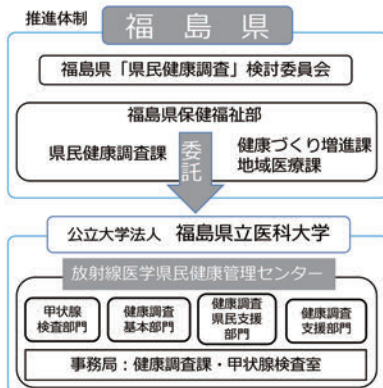 推進体制
福島県
福島県「県民健康調査」検討委員会
福島県保健福祉部
県民健康調査課
委託
健康づくり増進課
地域医療課
公立大学法人 福島県立医科大学
放射線医学県民健康管理センター
甲状腺
検査部門
健康調査
基本部門
健康調査
県民支援
部門
健康調査
支援部門
事務局：健康調査課・甲状腺検査室